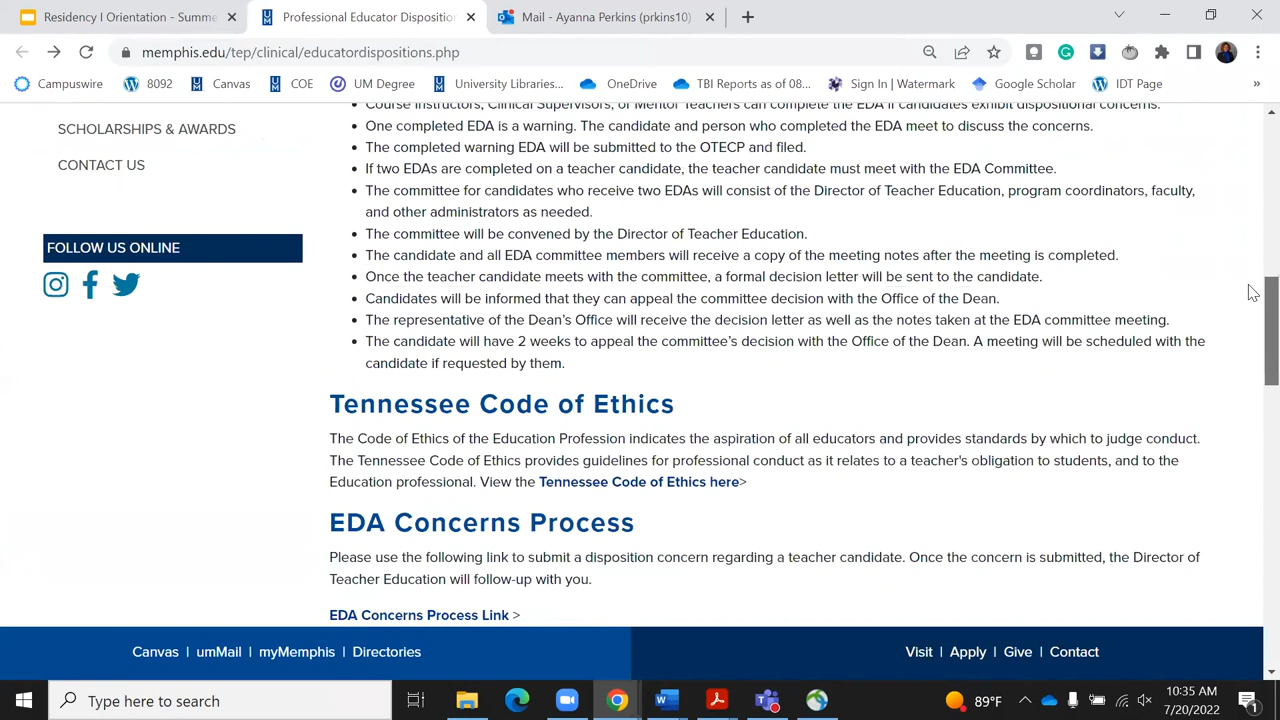 Residency I Orientation - Summe
Professional Educator Dispositio
Mail - Ayanna Perkins (prkins10)
memphis.edu/tep/clinical/educatordispositions.php
Campuswire
8092
Canvas
COE
UM Degree
University Libraries...
OneDrive
TBI Reports as of 08...
Sign In | Watermark
Google Scholar
IDT Page
»
SCHOLARSHIPS & AWARDS
CONTACT US
FOLLOW US ONLINE
Course Instructors, Clinical Supervisors, or Mentor Teachers can complete the EDA if candidates exhibit dispositional concerns.
• One completed EDA is a warning. The candidate and person who completed the EDA meet to discuss the concerns.
• The completed warning EDA will be submitted to the OTECP and filed.
• If two EDAs are completed on a teacher candidate, the teacher candidate must meet with the EDA Committee.
• The committee for candidates who receive two EDAs will consist of the Director of Teacher Education, program coordinators, faculty,
and other administrators as needed.
• The committee will be convened by the Director of Teacher Education.
• The candidate and all EDA committee members will receive a copy of the meeting notes after the meeting is completed.
• Once the teacher candidate meets with the committee, a formal decision letter will be sent to the candidate.
• Candidates will be informed that they can appeal the committee decision with the Office of the Dean.
• The representative of the Dean's Office will receive the decision letter as well as the notes taken at the EDA committee meeting.
• The candidate will have 2 weeks to appeal the committee's decision with the Office of the Dean. A meeting will be scheduled with the
candidate if requested by them.
Tennessee Code of Ethics
The Code of Ethics of the Education Profession indicates the aspiration of all educators and provides standards by which to judge conduct.
The Tennessee Code of Ethics provides guidelines for professional conduct as it relates to a teacher's obligation to students, and to the
Education professional. View the Tennessee Code of Ethics here>
EDA Concerns Process
Please use the following link to submit a disposition concern regarding a teacher candidate. Once the concern is submitted, the Director of
Teacher Education will follow-up with you.
EDA Concerns Process Link >
Canvas | umMail | myMemphis | Directories
Visit | Apply | Give | Contact
Type here to search
89°F
10:35 AM
7/20/2022
1